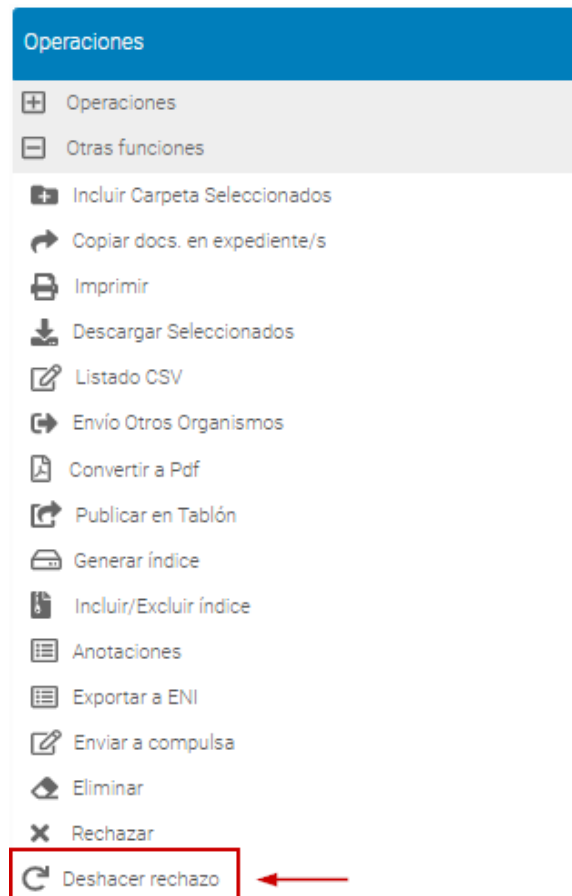 Operaciones
Operaciones
Otras funciones
Incluir Carpeta Seleccionados
Copiar docs. en expediente/s
Imprimir
Descargar Seleccionados
Listado CSV
Envío Otros Organismos
Convertir a Pdf
Publicar en Tablón
Generar índice
Incluir/Excluir índice
Anotaciones
Exportar a ENI
Enviar a compulsa
Eliminar
Rechazar
Deshacer rechazo